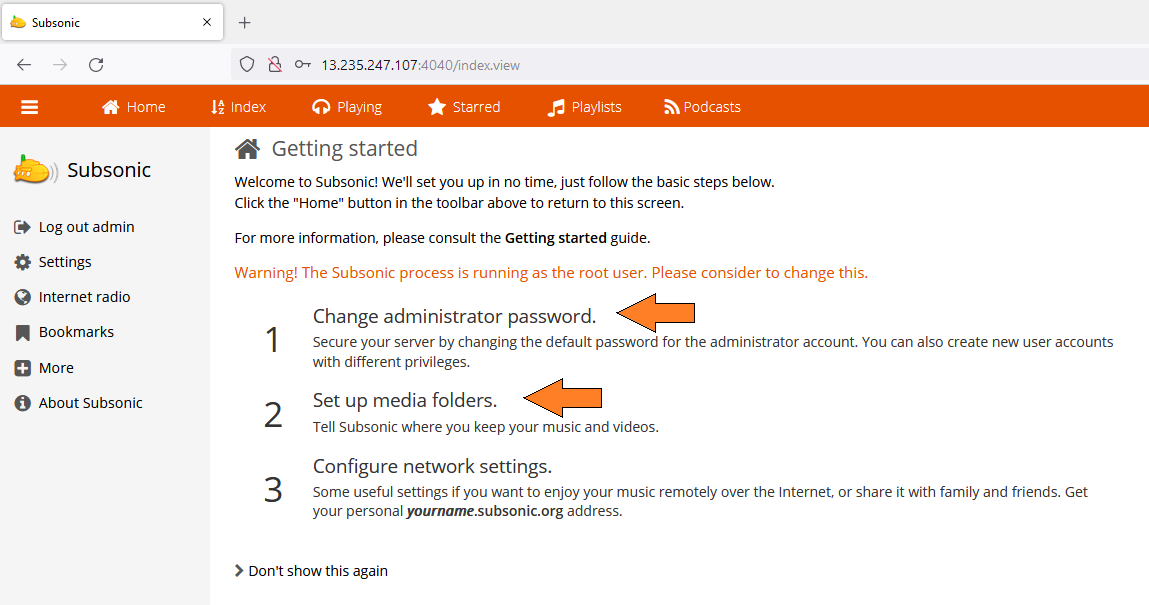 Subsonic
13.235.247.107:4040/index.view
Home Index Playing Starred Playlists Podcasts
Subsonic
Log out admin
Settings
Internet radio
Bookmarks
More
About Subsonic
Getting started
Welcome to Subsonic! We'll set you up in no time, just follow the basic steps below.
Click the "Home" button in the toolbar above to return to this screen.
For more information, please consult the Getting started guide.
Warning! The Subsonic process is running as the root user. Please consider to change this.
1
Change administrator password.
Secure your server by changing the default password for the administrator account. You can also create new user accounts
with different privileges.
2
Set up media folders.
Tell Subsonic where you keep your music and videos.
3
Configure network settings.
Some useful settings if you want to enjoy your music remotely over the Internet, or share it with family and friends. Get
your personal yourname.subsonic.org address.
Don't show this again